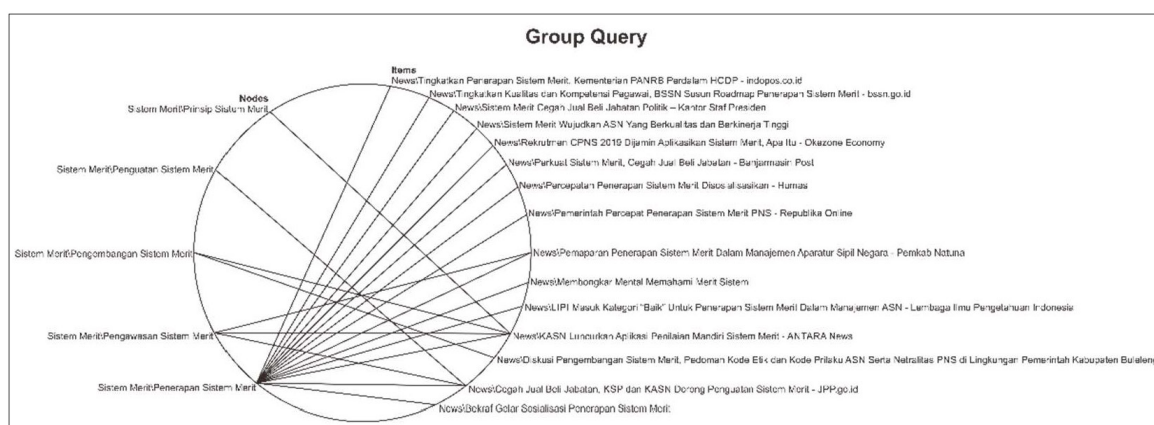 Group Query
Items
News\Tingkatkan Penerapan Sistem Merit, Kementerian PANRB Perdalam HCDP - indopos.co.id
News\Tingkatkan Kualitas dan Kompetensi Pegawai, BSSN Susun Roadmap Penerapan Sistem Merit - bssn.go.id
Nodes
Sistem Merit\Prinsip Sistum Merit
News\Sistem Merit Cegah Jual Beli Jabatan Politik – Kantor Staf Presiden
News\Sistem Merit Wujudkan ASN Yang Berkualitas dan Berkinerja Tinggi
News\Rekrutmen CPNS 2019 Dijamin Aplikasikan Sistem Merit, Apa Itu - Okezone Economy
Sistem Merit\Penguatan Sistem Merit
News\Perkuat Sistem Merit, Cegah Jual Beli Jabatan - Banjarmasin Post
News\Percepatan Penerapan Sistem Merit Disosialisasikan - Humas
News\Pemerintah Percepat Penerapan Sistem Merit PNS - Republika Online
Sistem Merit\Pengembangan Sistem Merit
News\Pemaparan Penerapan Sistem Merit Dalam Manajemen Aparatur Sipil Negara - Pemkab Natuna
News\Membongkar Mental Memahami Merit Sistem
News\LIPI Masuk Kategori "Baik" Untuk Penerapan Sistem Merit Dalam Manajemen ASN - Lembaga Ilmu Pengetahuan Indonesia
Sistem Merit\Pengawasan Sistem Merit
News\KASN Luncurkan Aplikasi Penilaian Mandiri Sistem Merit - ANTARA News
News\Diskusi Pengembangan Sistem Merit, Pedoman Kode Etik dan Kode Prilaku ASN Serta Netralitas PNS di Lingkungan Pemerintah Kabupaten Buleleng
Sistem Merit\Penerapan Sistem Merit
News\Cegah Jual Beli Jabatan, KSP dan KASN Dorong Penguatan Sistem Merit - JPP.go.id
News\Bekraf Gelar Sosialisasi Penerapan Sistem Merit